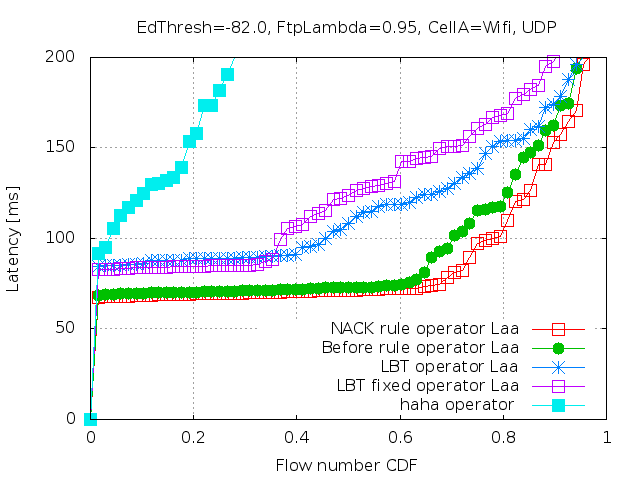 EdThresh=-82.0, FtpLambda=0.95, CellA=Wifi, UDP
200
150
100
50
0
Latency [ms]
NACK rule operator Laa
Before rule operator Laa
LBT operator Laa
LBT fixed operator Laa
haha operator
0 0.2 0.4 0.6 0.8 1
Flow number CDF